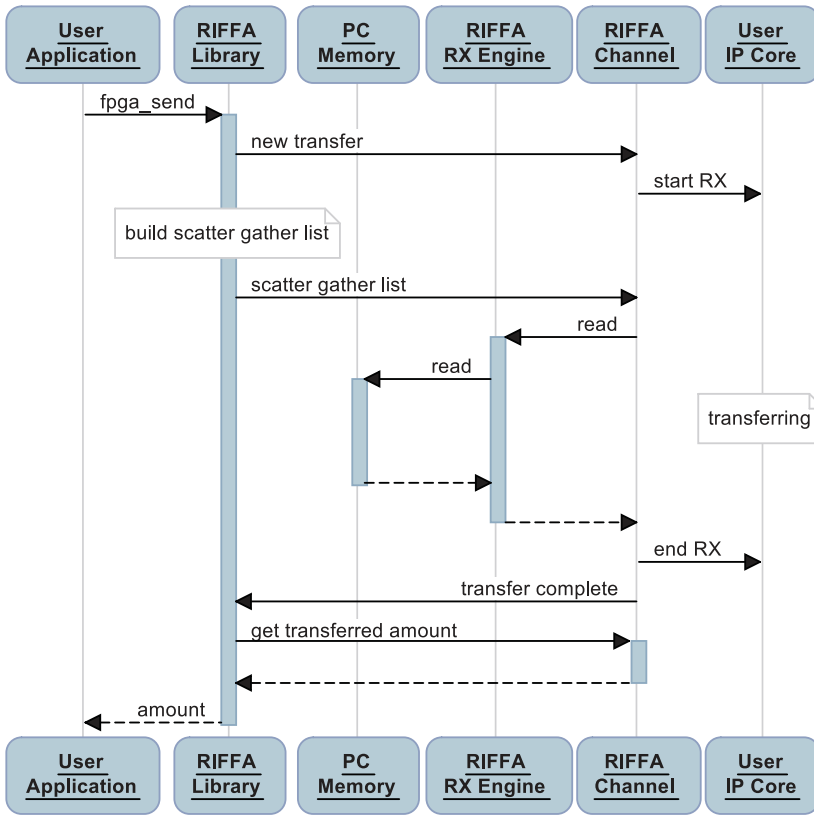 User RIFFA PC RIFFA RIFFA User
Application Library Memory RX Engine Channel IP Core
fpga_send
new transfer
start RX
build scatter gather list
scatter gather list
read
read
transferring
end RX
transfer complete
get transferred amount
amount
User RIFFA PC RIFFA RIFFA User
Application Library Memory RX Engine Channel IP Core